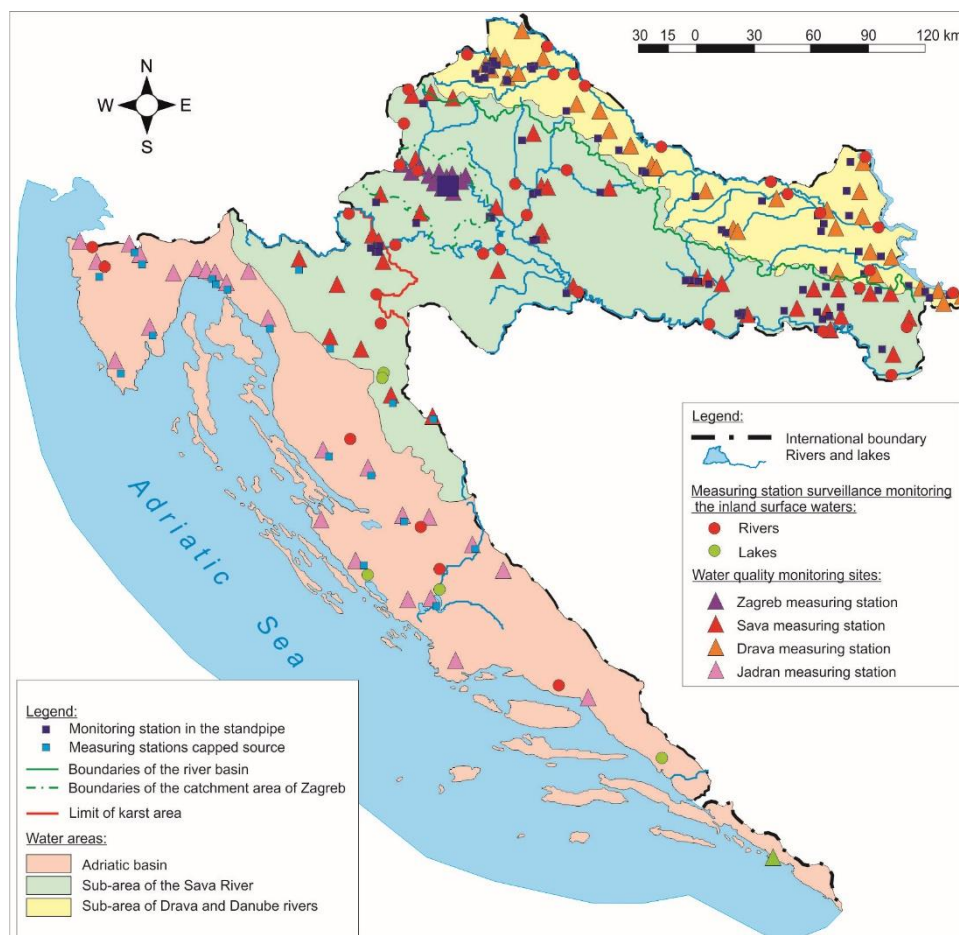 30 15 0 30 60 90 120 km
N
W E
S
Adriatic Sea
Legend:
International boundary
Rivers and lakes
Measuring station surveillance monitoring
the inland surface waters:
Rivers
Lakes
Water quality monitoring sites:
Zagreb measuring station
Sava measuring station
Drava measuring station
Jadran measuring station
Legend:
Monitoring station in the standpipe
Measuring stations capped source
Boundaries of the river basin
Boundaries of the catchment area of Zagreb
Limit of karst area
Water areas:
Adriatic basin
Sub-area of the Sava River
Sub-area of Drava and Danube rivers